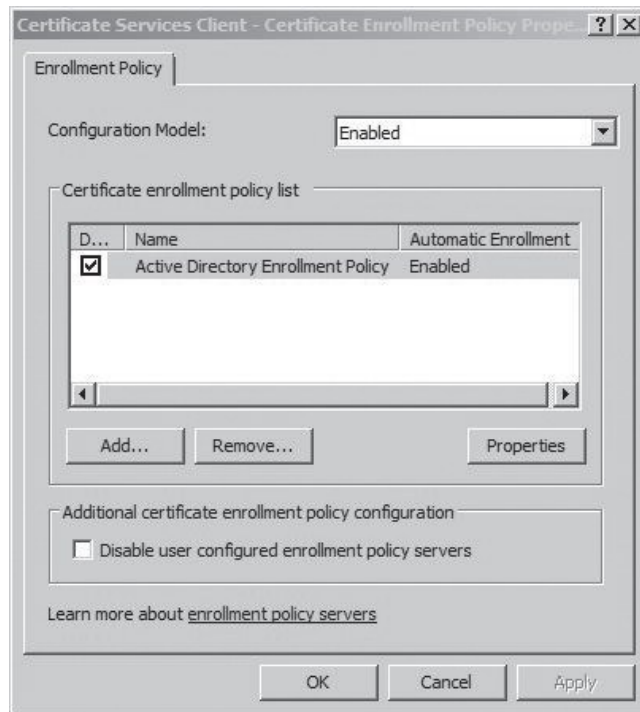 Certificate Services Client - Certificate Enrollment Policy Prope...
Enrollment Policy
Configuration Model: Enabled
Certificate enrollment policy list
D... Name Automatic Enrollment
Active Directory Enrollment Policy Enabled
Add... Remove... Properties
Additional certificate enrollment policy configuration
Disable user configured enrollment policy servers
Learn more about enrollment policy servers
OK Cancel Apply